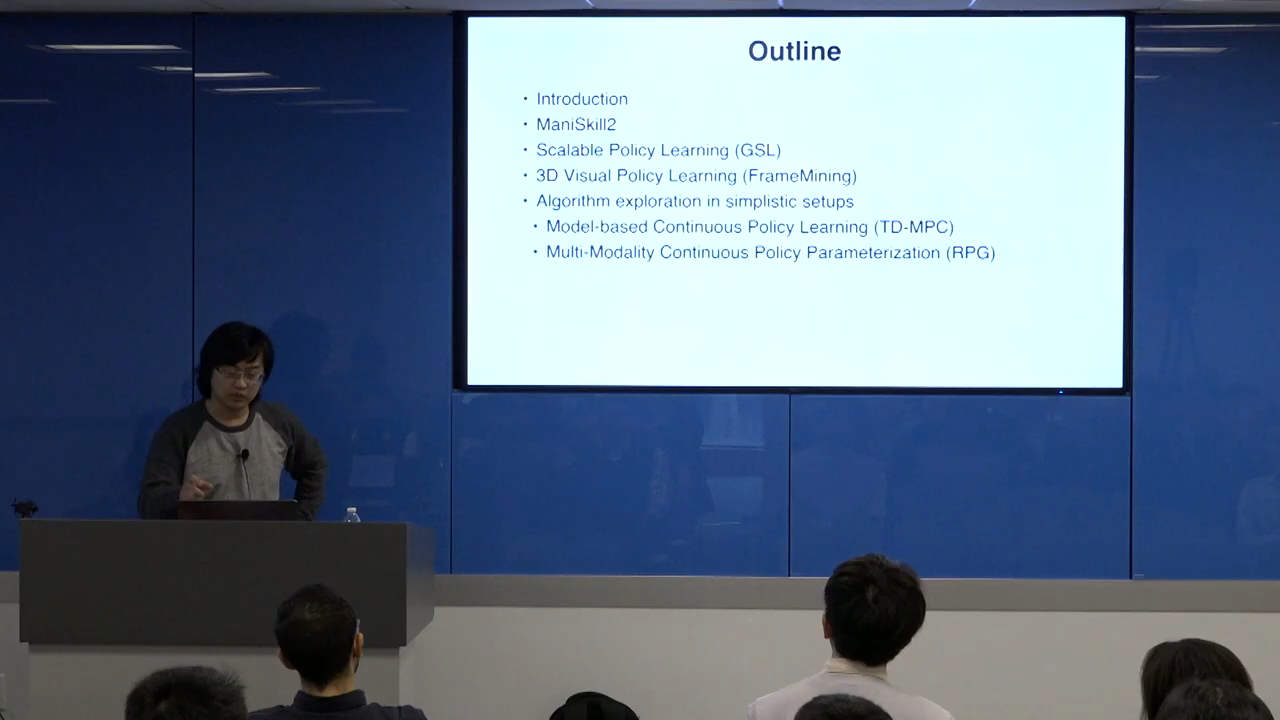 Outline
• Introduction
• ManiSkill2
• Scalable Policy Learning (GSL)
• 3D Visual Policy Learning (FrameMining)
• Algorithm exploration in simplistic setups
• Model-based Continuous Policy Learning (TD-MPC)
• Multi-Modality Continuous Policy Parameterization (RPG)